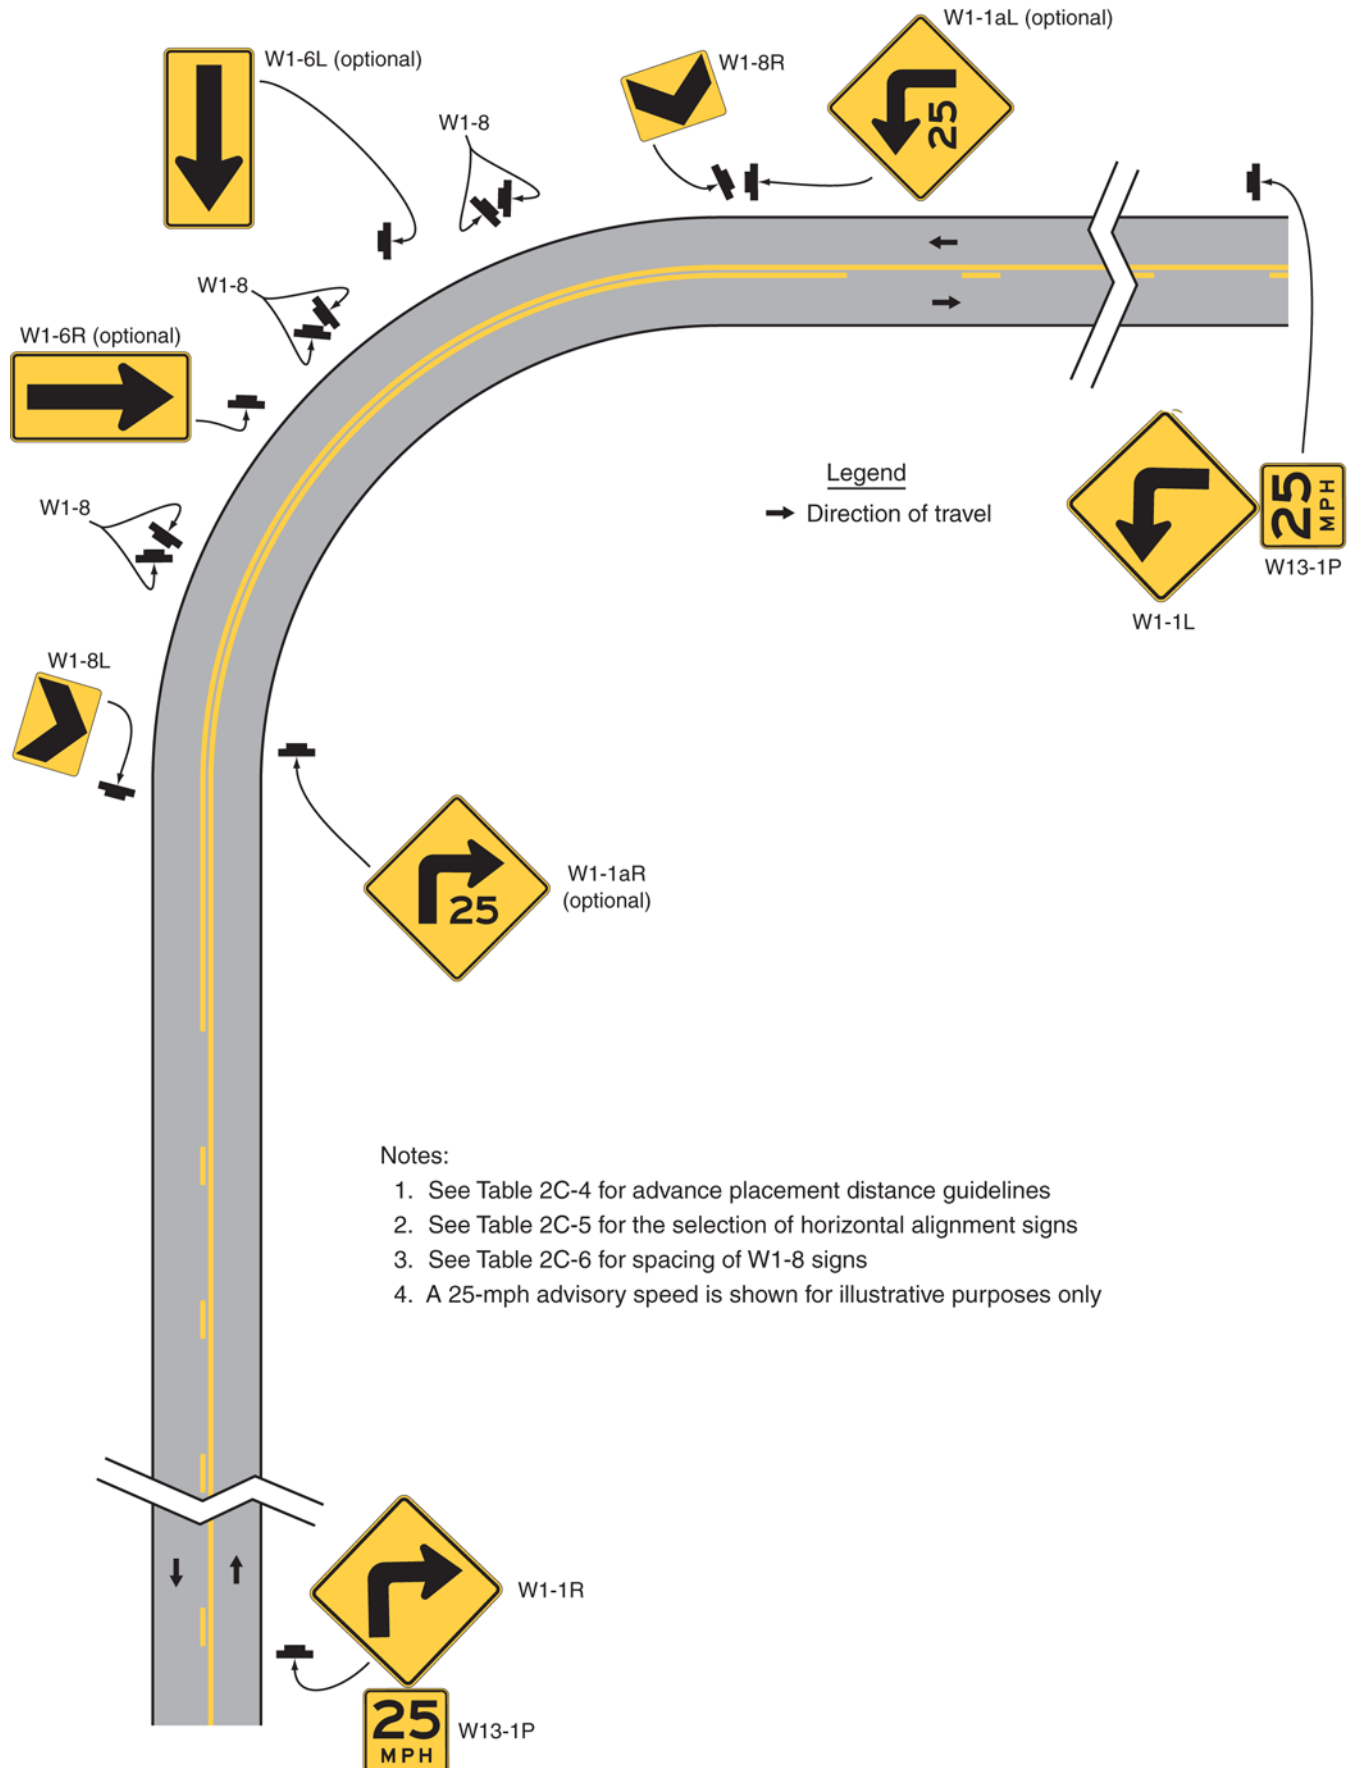 W1-1aL (optional)
W1-6L (optional)
W1-8R
25
W1-8
W1-8
W1-6R (optional)
Legend
Direction of travel
25
MPH
W1-8
W13-1P
W1-1L
W1-8L
25
W1-1aR
(optional)
Notes:
1. See Table 2C-4 for advance placement distance guidelines
2. See Table 2C-5 for the selection of horizontal alignment signs
3. See Table 2C-6 for spacing of W1-8 signs
4. A 25-mph advisory speed is shown for illustrative purposes only
W1-1R
25
MPH
W13-1P